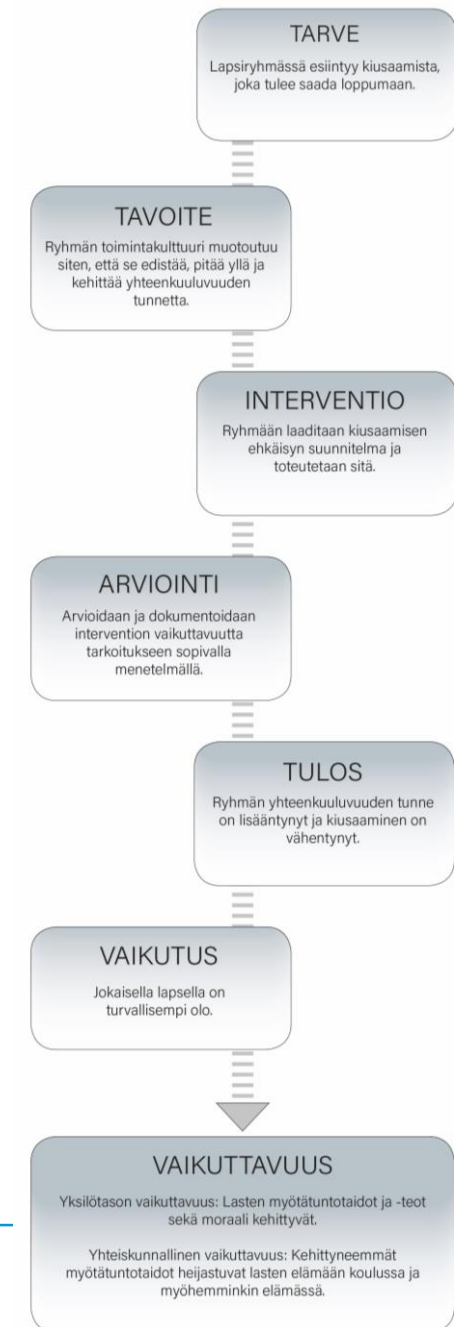 TARVE
Lapsiryhmässä esiintyy kiusaamista,
joka tulee saada loppumaan.
TAVOITE
Ryhmän toimintakulttuuri muotoutuu
siten, että se edistää, pitää yllä ja
kehittää yhteenkuuluvuuden
tunnetta.
INTERVENTIO
Ryhmään laaditaan kiusaamisen
ehkäisyn suunnitelma ja
toteutetaan sitä.
ARVIOINTI
Arvioidaan ja dokumentoidaan
intervention vaikuttavuutta
tarkoitukseen sopivalla
menetelmällä.
TULOS
Ryhmän yhteenkuuluvuuden tunne
on lisääntynyt ja kiusaaminen on
vähentynyt.
VAIKUTUS
Jokaisella lapsella on
turvallisempi olo.
VAIKUTTAVUUS
Yksilötason vaikuttavuus: Lasten myötätuntotaidot ja -teot
sekä moraali kehittyvät.
Yhteiskunnallinen vaikuttavuus: Kehittyneemmät
myötätuntotaidot heijastuvat lasten elämään koulussa ja
myöhemminkin elämässä.